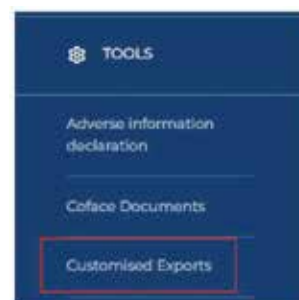 TOOLS
Adverse information
declaration
Coface Documents
Customised Exports